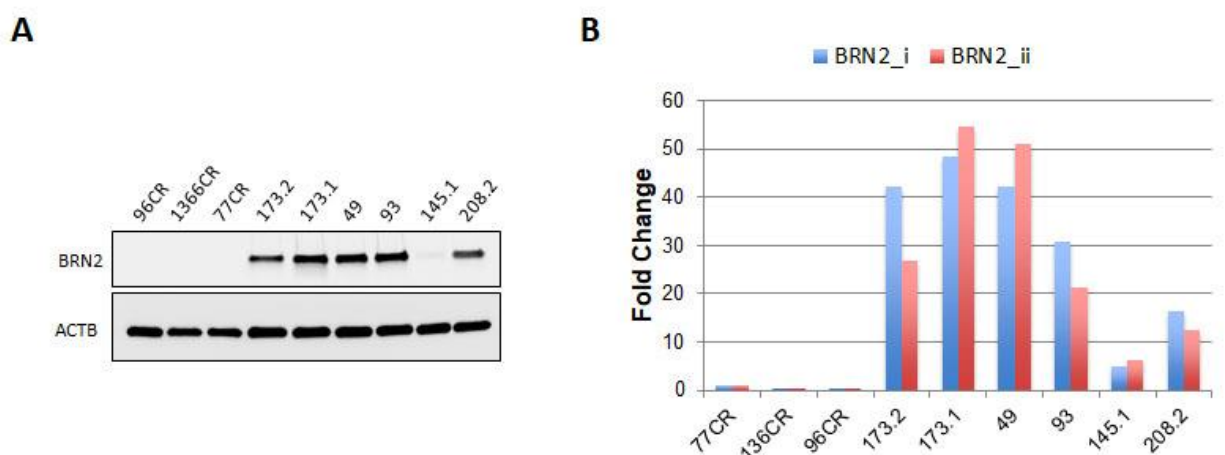 A
96CR 1366CR 77CR 173.2 173.1 49 93 145.1 208.2
BRN2
ACTB
B
BRN2_i BRN2_ii
Fold Change
60
50
40
30
20
10
0
77CR 136CR 96CR 173.2 173.1 49 93 145.1 208.2